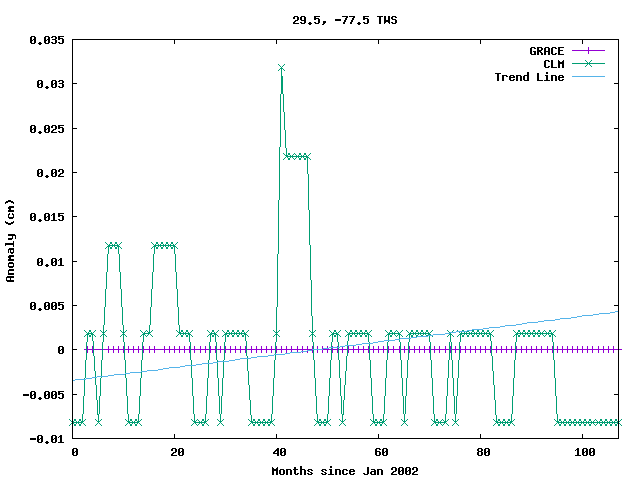 29.5, -77.5 TWS
GRACE
CLM
Trend Line
0.035
0.03
0.025
0.02
0.015
0.01
0.005
0
-0.005
-0.01
Anomaly (cm)
0 20 40 60 80 100
Months since Jan 2002